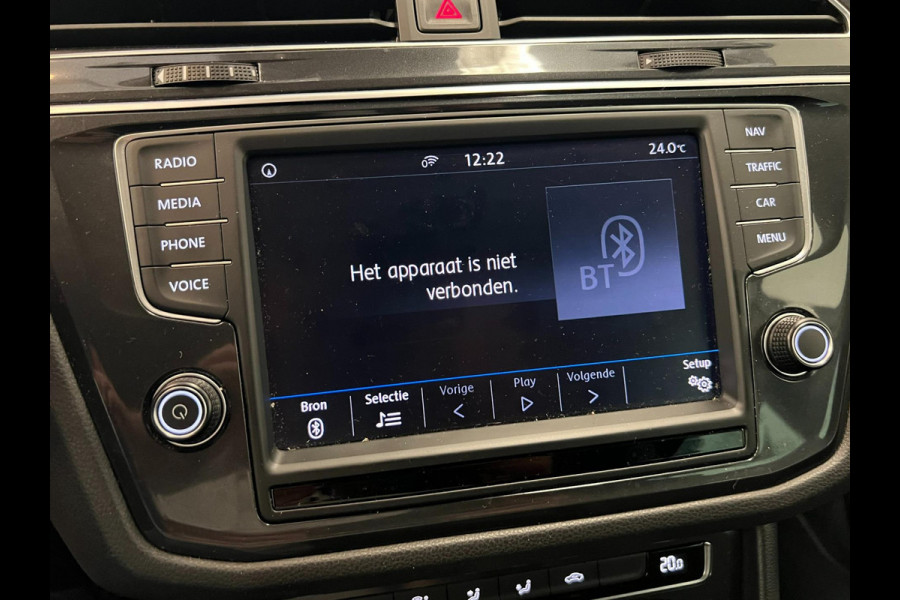 RADIO
MEDIA
PHONE
VOICE
12:22
24.0°C
Het apparaat is niet
verbonden.
BT
Bron
Selectie
Vorige
Play
Volgende
Setup
NAV
TRAFFIC
CAR
MENU
20.0